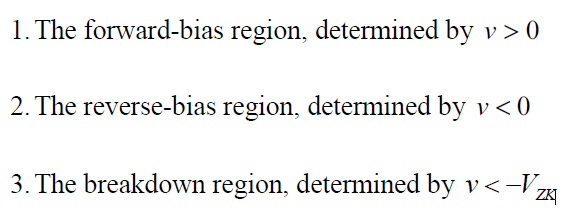 1. The forward-bias region, determined by v > 0
2. The reverse-bias region, determined by v < 0
3. The breakdown region, determined by v < –V_ZK